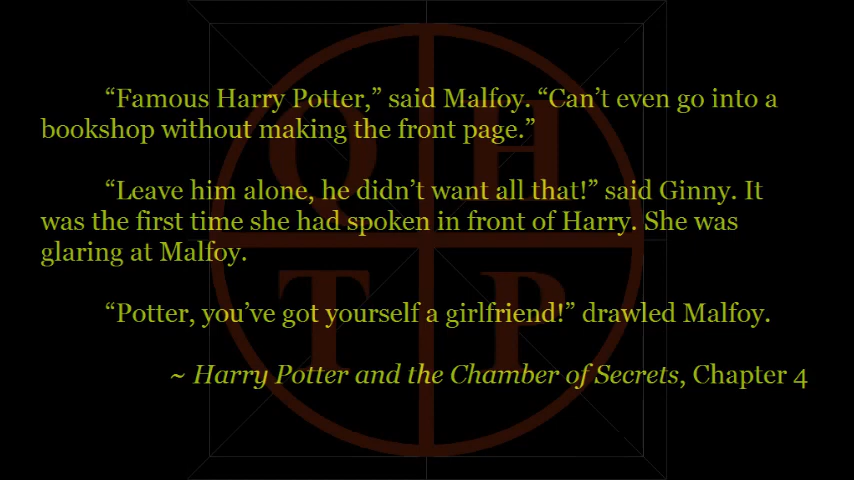 “Famous Harry Potter,” said Malfoy. “Can’t even go into a
bookshop without making the front page.”
“Leave him alone, he didn’t want all that!” said Ginny. It
was the first time she had spoken in front of Harry. She was
glaring at Malfoy.
“Potter, you’ve got yourself a girlfriend!” drawled Malfoy.
~ Harry Potter and the Chamber of Secrets, Chapter 4
O H
T P